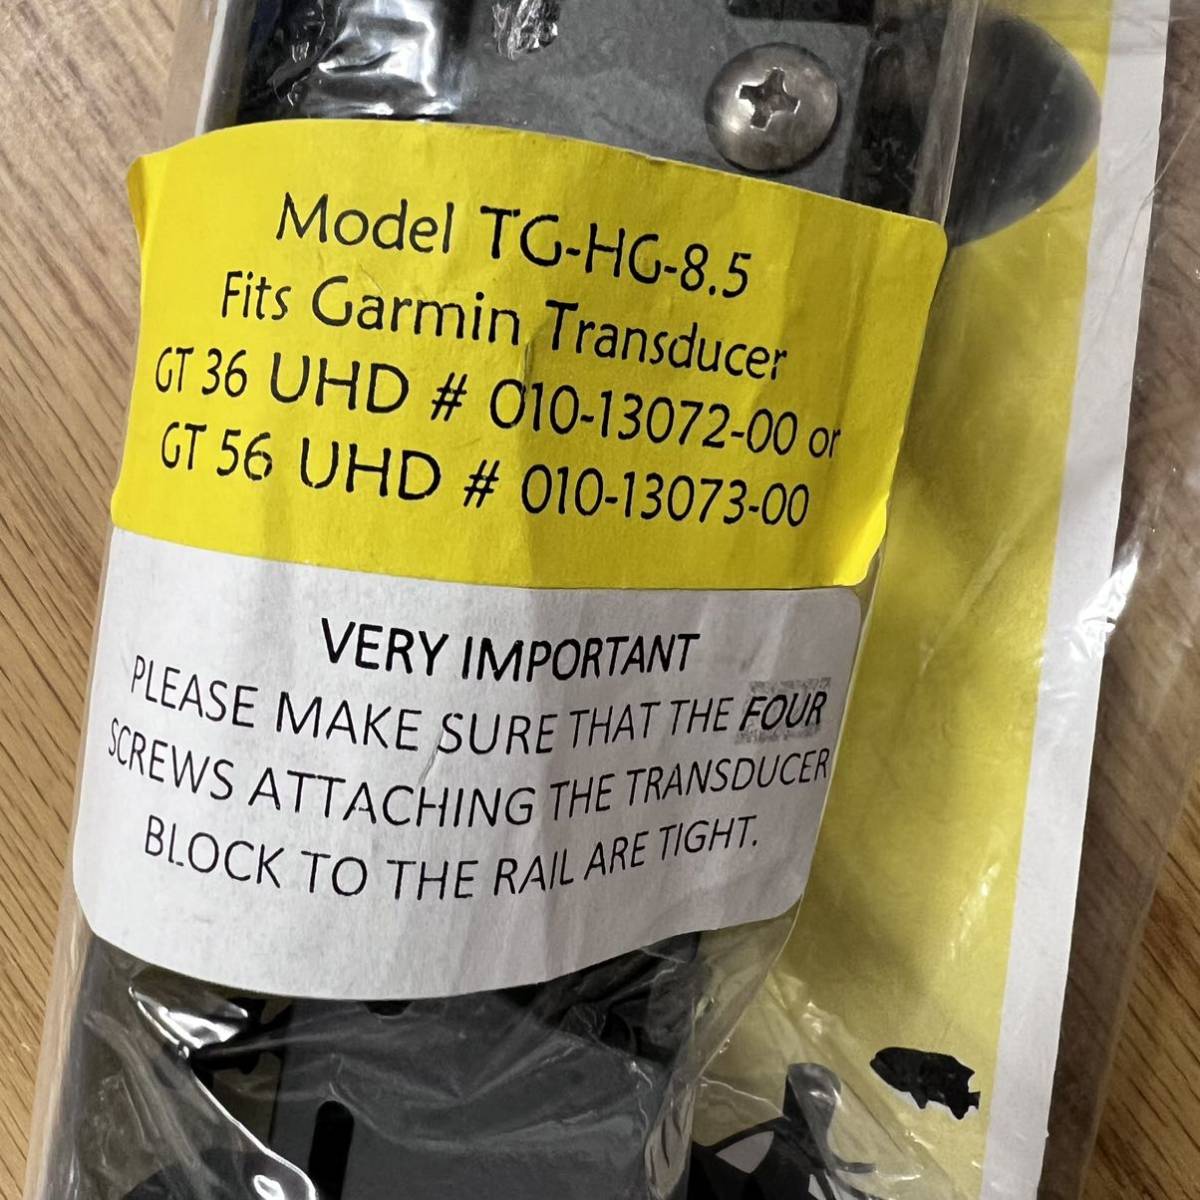 Model TG-HG-8.5
Fits Garmin Transducer
GT 36 UHD # 010-13072-00 or
GT 56 UHD # 010-13073-00
VERY IMPORTANT
PLEASE MAKE SURE THAT THE FOUR
SCREWS ATTACHING THE TRANSDUCER
BLOCK TO THE RAIL ARE TIGHT.